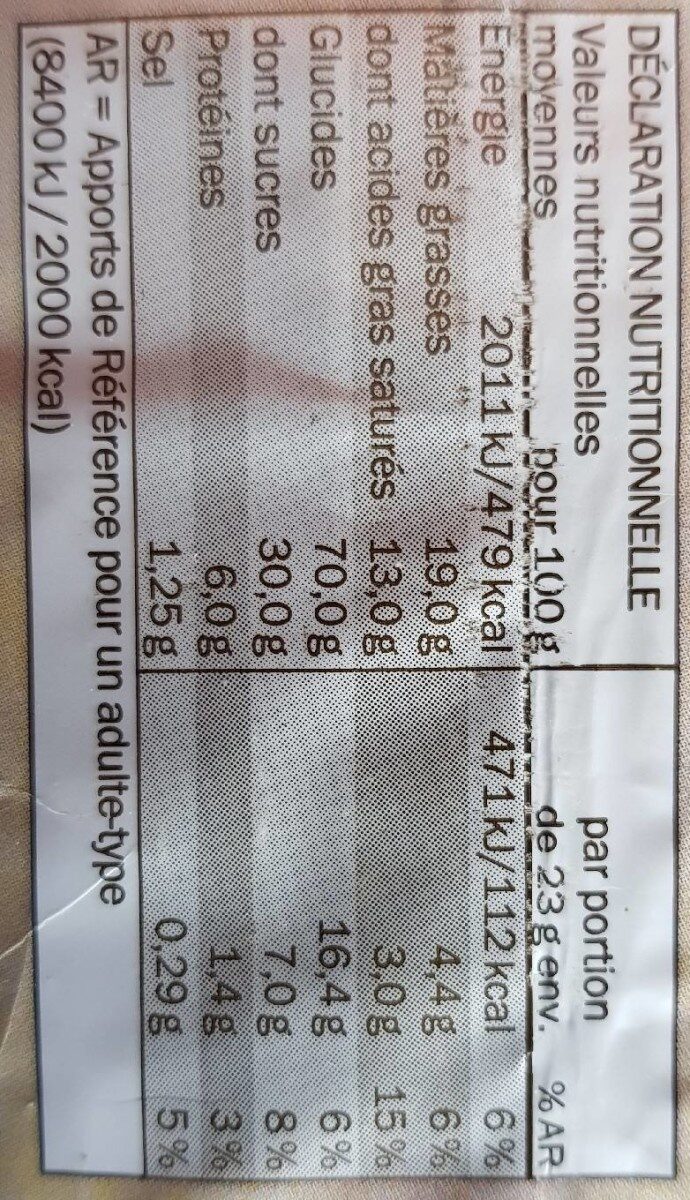 DÉCLARATION NUTRITIONNELLE
Valeurs nutritionnelles par portion
moyennes pour 100 g de 23 g env. % AR
Energie 2011 kJ/479 kcal 471 kJ/112 kcal 6%
Matières grasses 19,0 g 4,4 g 6%
dont acides gras saturés 13,0 g 3,0 g 15%
Glucides 70,0 g 16,4 g 6%
dont sucres 30,0 g 7,0 g 8%
Protéines 6,0 g 1,4 g 3%
Sel 1,25 g 0,29 g 5%
AR = Apports de Référence pour un adulte-type
(8400 kJ / 2000 kcal)